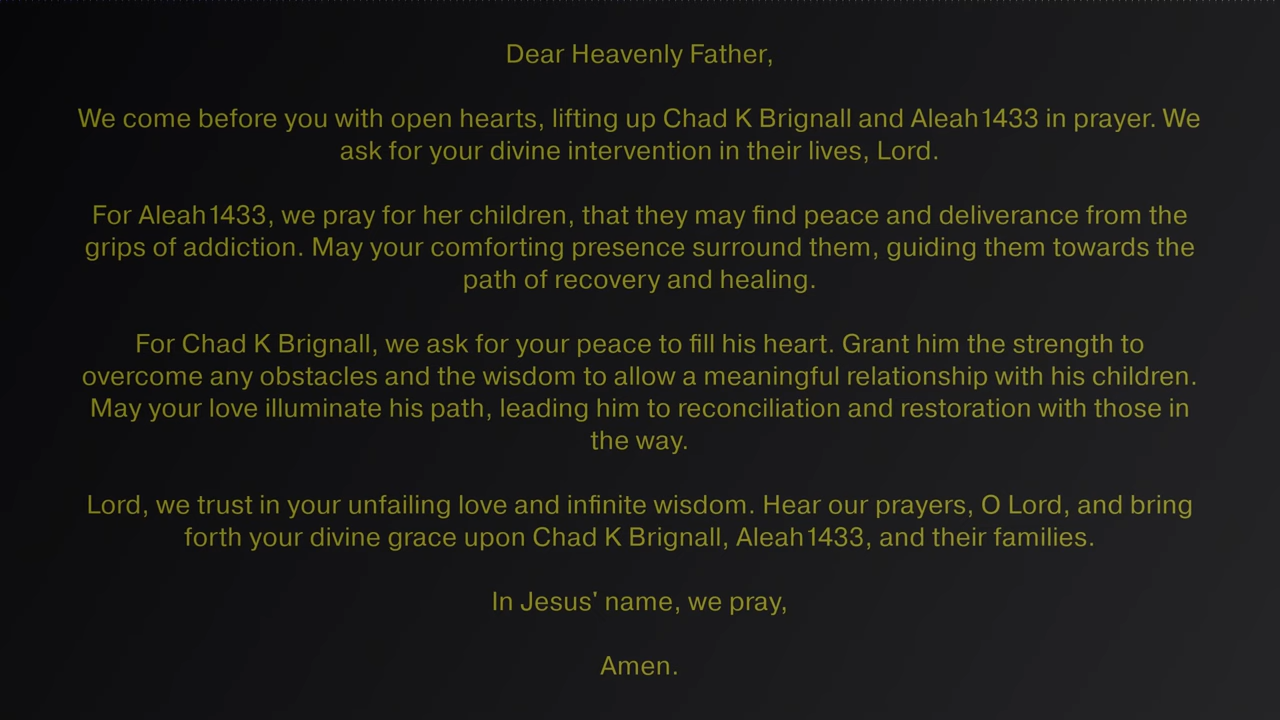 Dear Heavenly Father,
We come before you with open hearts, lifting up Chad K Brignall and Aleah1433 in prayer. We
ask for your divine intervention in their lives, Lord.
For Aleah1433, we pray for her children, that they may find peace and deliverance from the
grips of addiction. May your comforting presence surround them, guiding them towards the
path of recovery and healing.
For Chad K Brignall, we ask for your peace to fill his heart. Grant him the strength to
overcome any obstacles and the wisdom to allow a meaningful relationship with his children.
May your love illuminate his path, leading him to reconciliation and restoration with those in
the way.
Lord, we trust in your unfailing love and infinite wisdom. Hear our prayers, O Lord, and bring
forth your divine grace upon Chad K Brignall, Aleah1433, and their families.
In Jesus' name, we pray,
Amen.